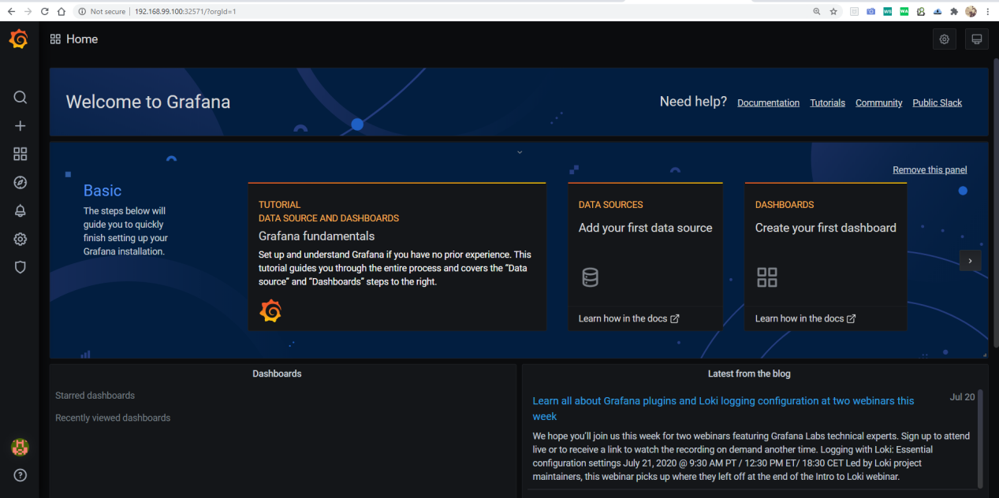 Not secure | 192.168.99.100:32571/?orgId=1
Home
Welcome to Grafana
Need help? Documentation Tutorials Community Public Slack
Remove this panel
Basic
The steps below will
guide you to quickly
finish setting up your
Grafana installation.
TUTORIAL
DATA SOURCE AND DASHBOARDS
Grafana fundamentals
Set up and understand Grafana if you have no prior experience. This
tutorial guides you through the entire process and covers the “Data
source” and “Dashboards” steps to the right.
DATA SOURCES
Add your first data source
Learn how in the docs
DASHBOARDS
Create your first dashboard
Learn how in the docs
Dashboards
Starred dashboards
Recently viewed dashboards
Latest from the blog
Learn all about Grafana plugins and Loki logging configuration at two webinars this
week
Jul 20
We hope you’ll join us this week for two webinars featuring Grafana Labs technical experts. Sign up to attend
live or to receive a link to watch the recording on demand another time. Logging with Loki: Essential
configuration settings July 21, 2020 @ 9:30 AM PT / 12:30 PM ET/ 18:30 CET Led by Loki project
maintainers, this webinar picks up where they left off at the end of the Intro to Loki webinar.